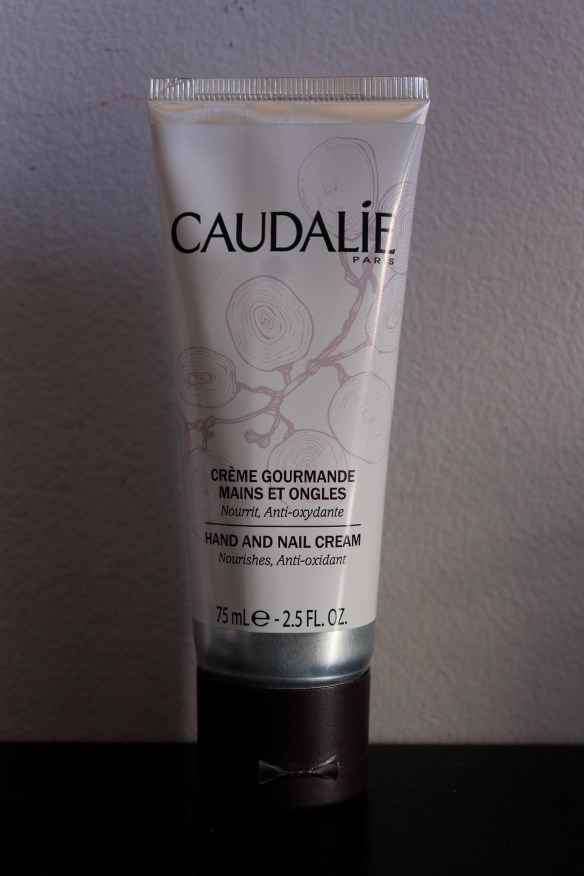 CAUDALÍE
PARIS
CRÈME GOURMANDE
MAINS ET ONGLES
Nourrit, Anti-oxydante
HAND AND NAIL CREAM
Nourishes, Anti-oxidant
75 mL e - 2.5 FL. OZ.